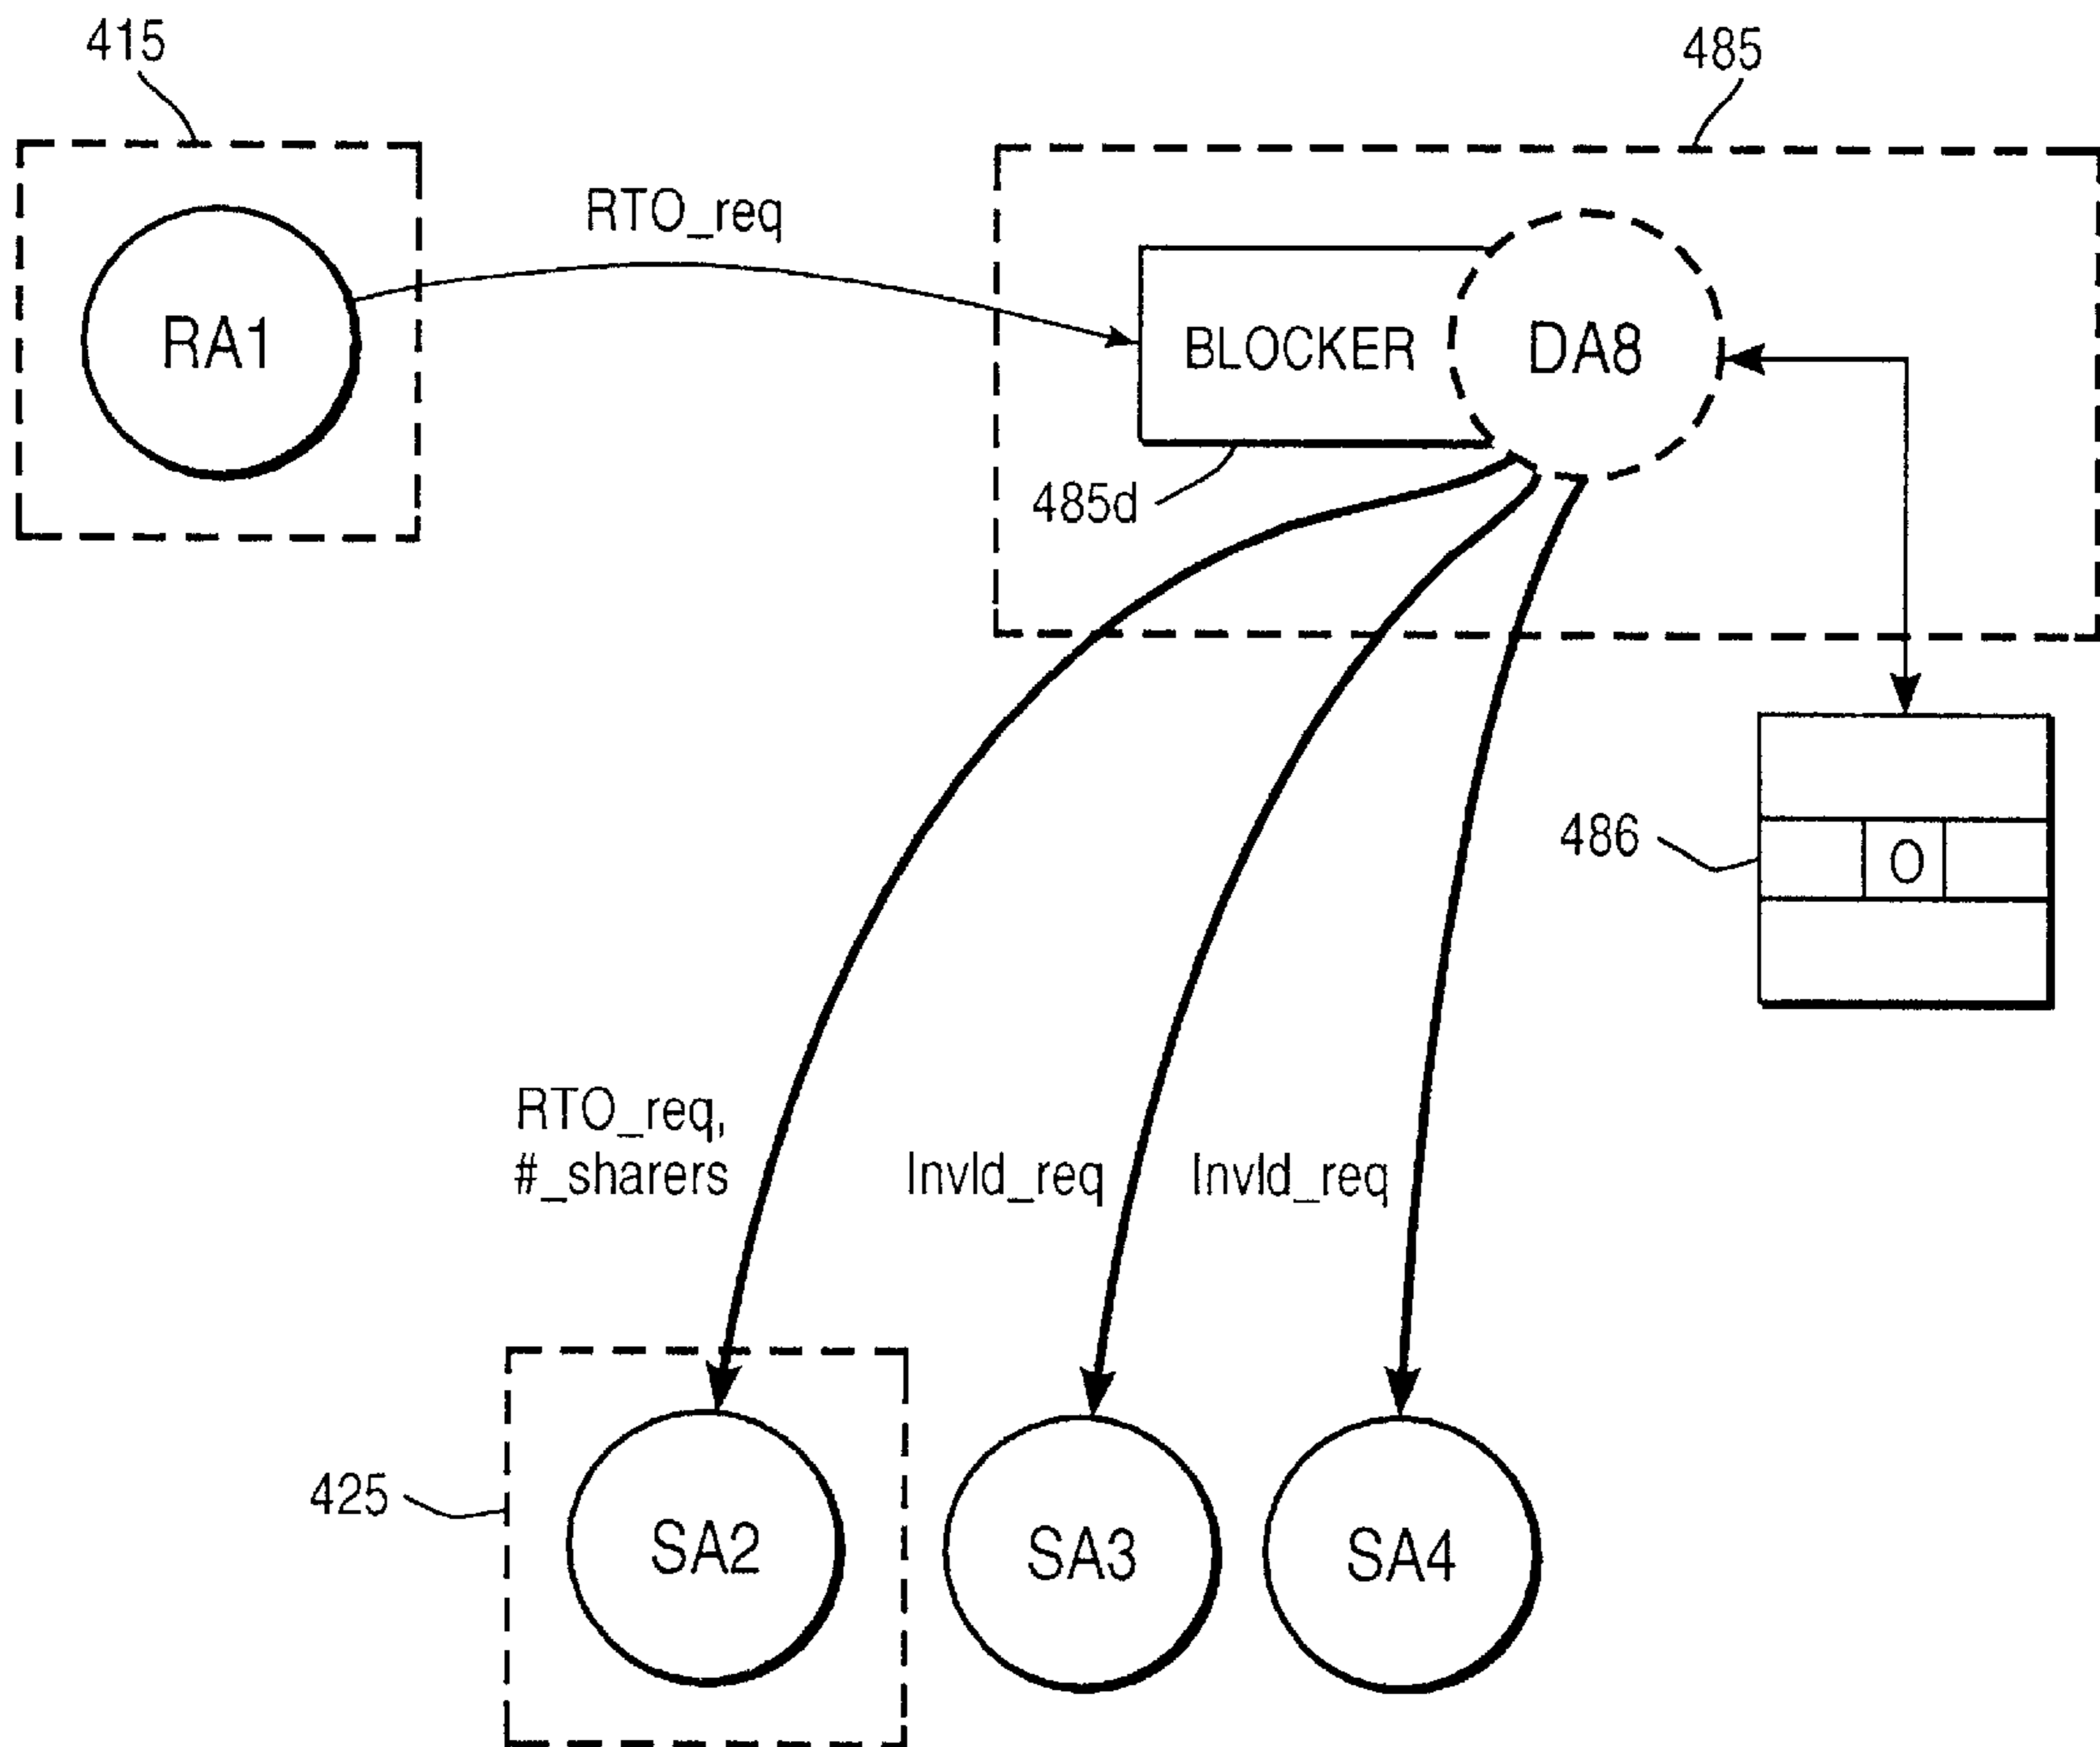 415
485
RTO_req
RA1
BLOCKER
DA8
485d
486
O
RTO_req,
#_sharers
Invld_req
Invld_req
425
SA2
SA3
SA4